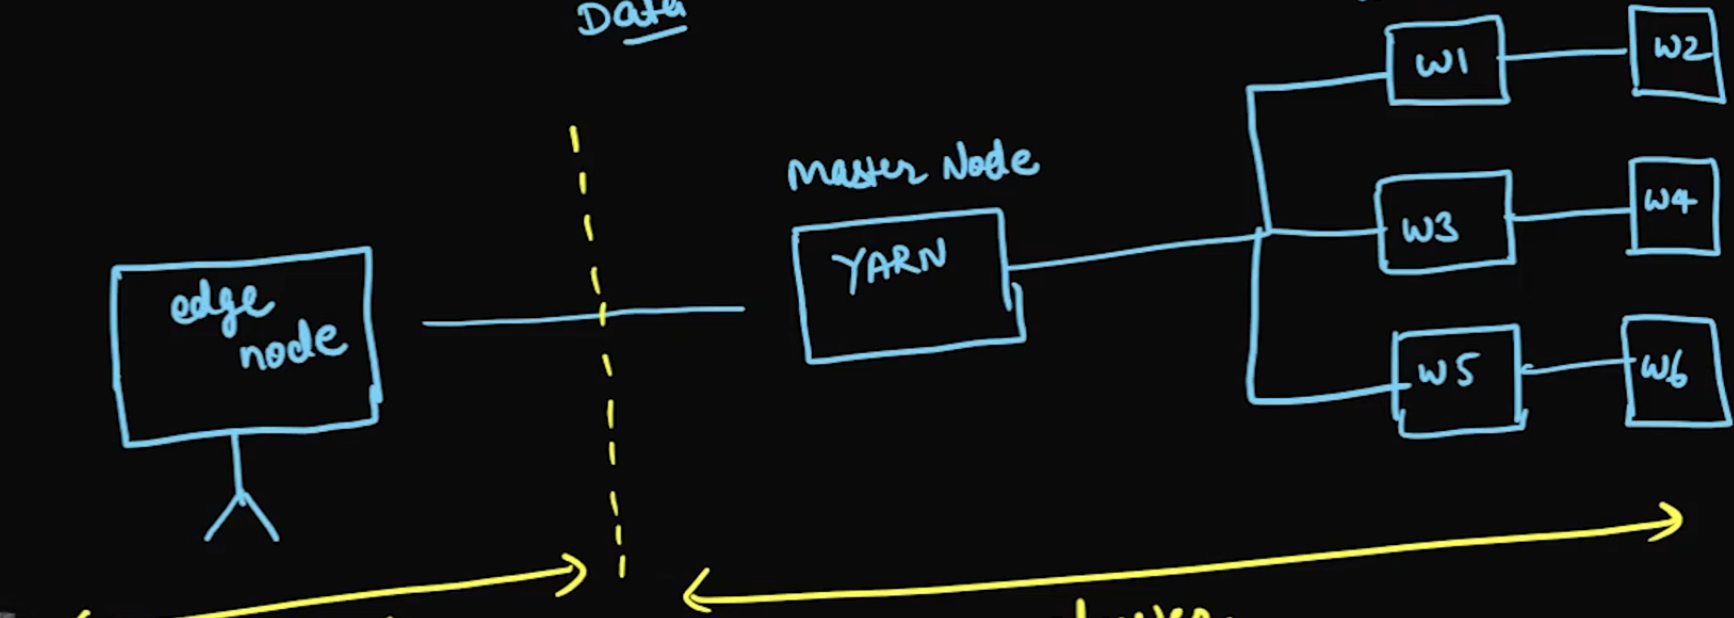 Data
W1
W2
Master Node
YARN
W3
W4
edge
node
W5
W6